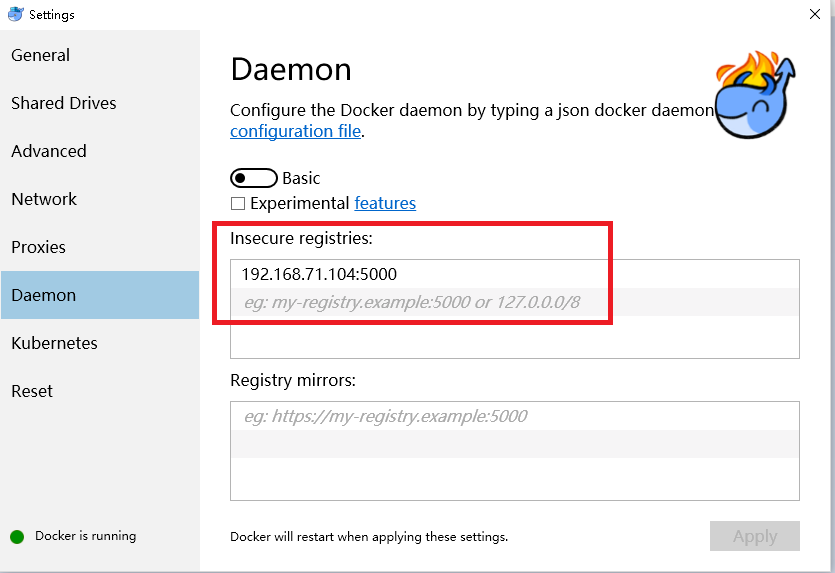 Settings
General
Shared Drives
Advanced
Network
Proxies
Daemon
Kubernetes
Reset
Docker is running
Daemon
Configure the Docker daemon by typing a json docker daemon
configuration file.
Basic
Experimental features
Insecure registries:
192.168.71.104:5000
eg: my-registry.example:5000 or 127.0.0.0/8
Registry mirrors:
eg: https://my-registry.example:5000
Docker will restart when applying these settings.
Apply